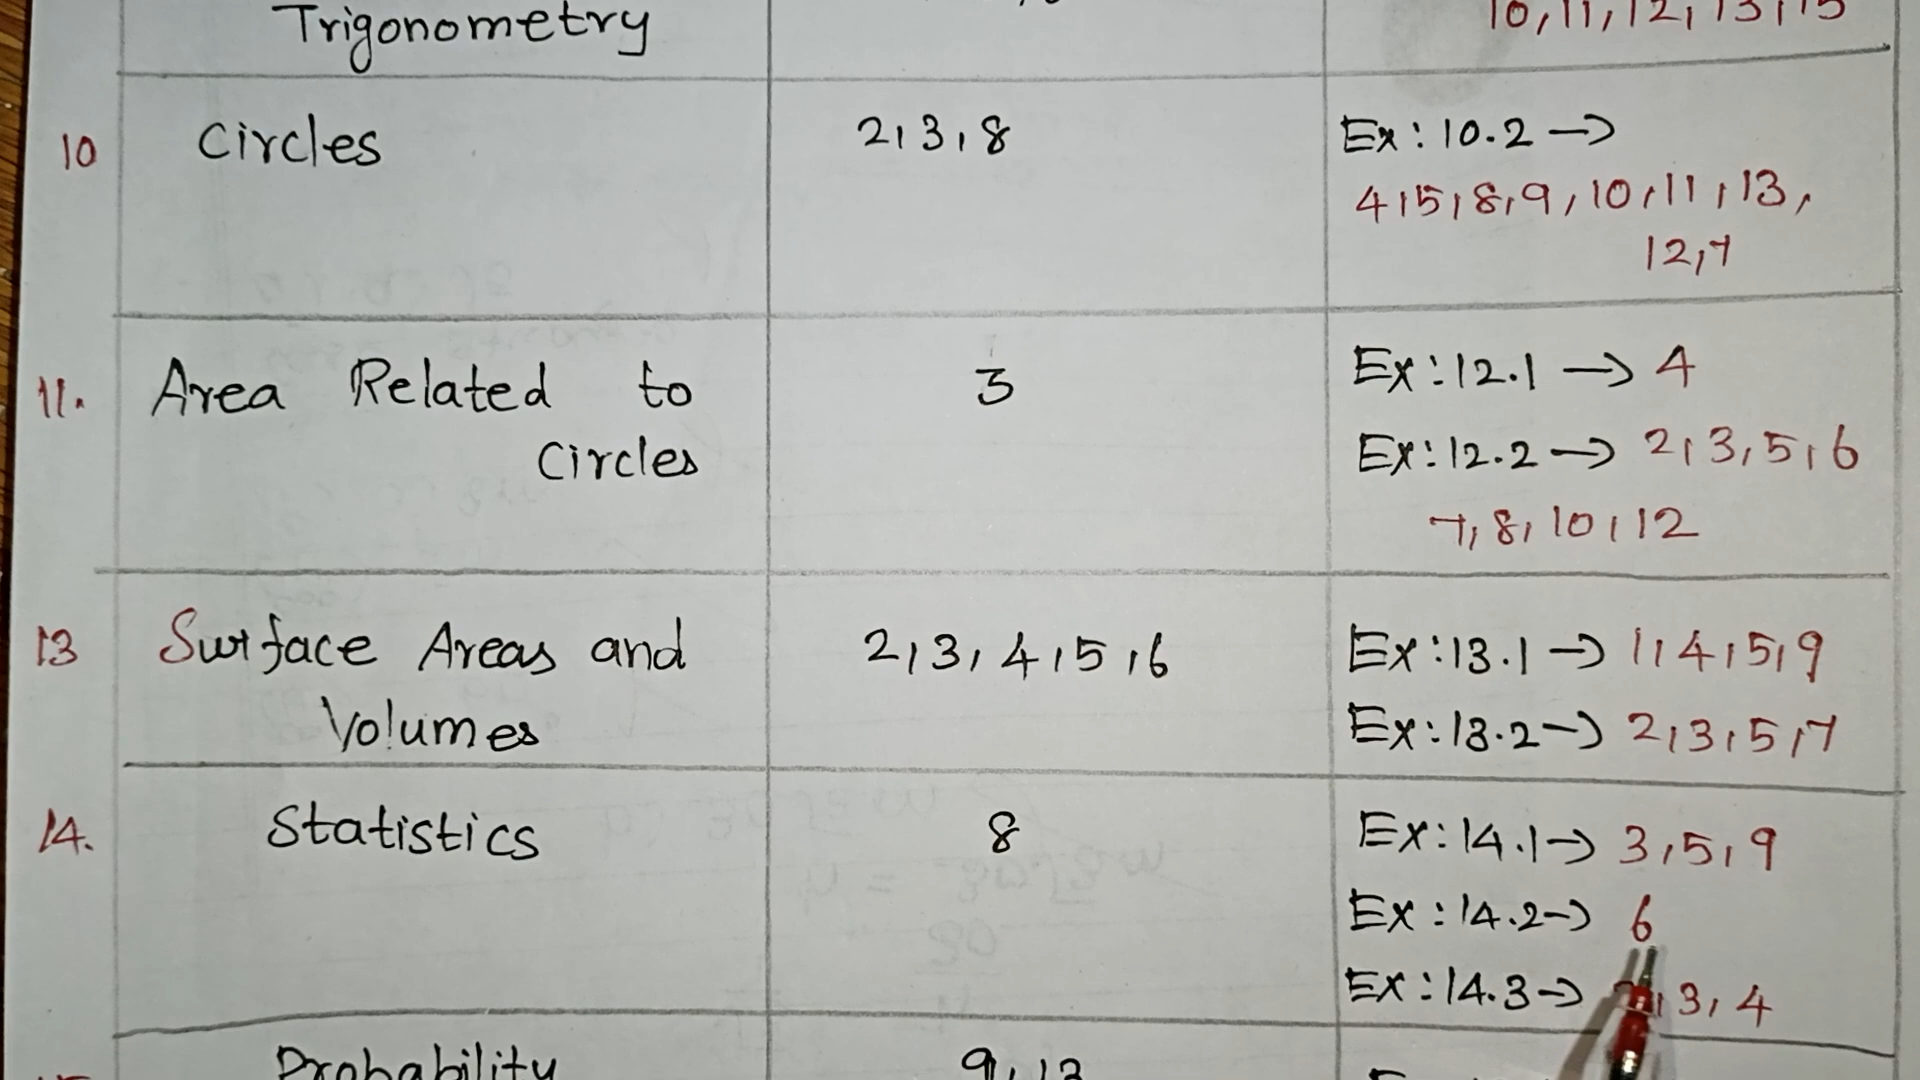 Trigonometry
10, 11, 12, 13, 15
10 Circles 2, 3, 8 Ex: 10.2 →
4, 5, 8, 9, 10, 11, 13,
12, 7
11. Area Related to 3 Ex: 12.1 → 4
Circles Ex: 12.2 → 2, 3, 5, 6
7, 8, 10, 12
13 Surface Areas and 2, 3, 4, 5, 6 Ex: 13.1 → 1, 4, 5, 9
Volumes Ex: 13.2 → 2, 3, 5, 7
14. Statistics 8 Ex: 14.1 → 3, 5, 9
Ex: 14.2 → 6
Ex: 14.3 → 3, 4
Probability